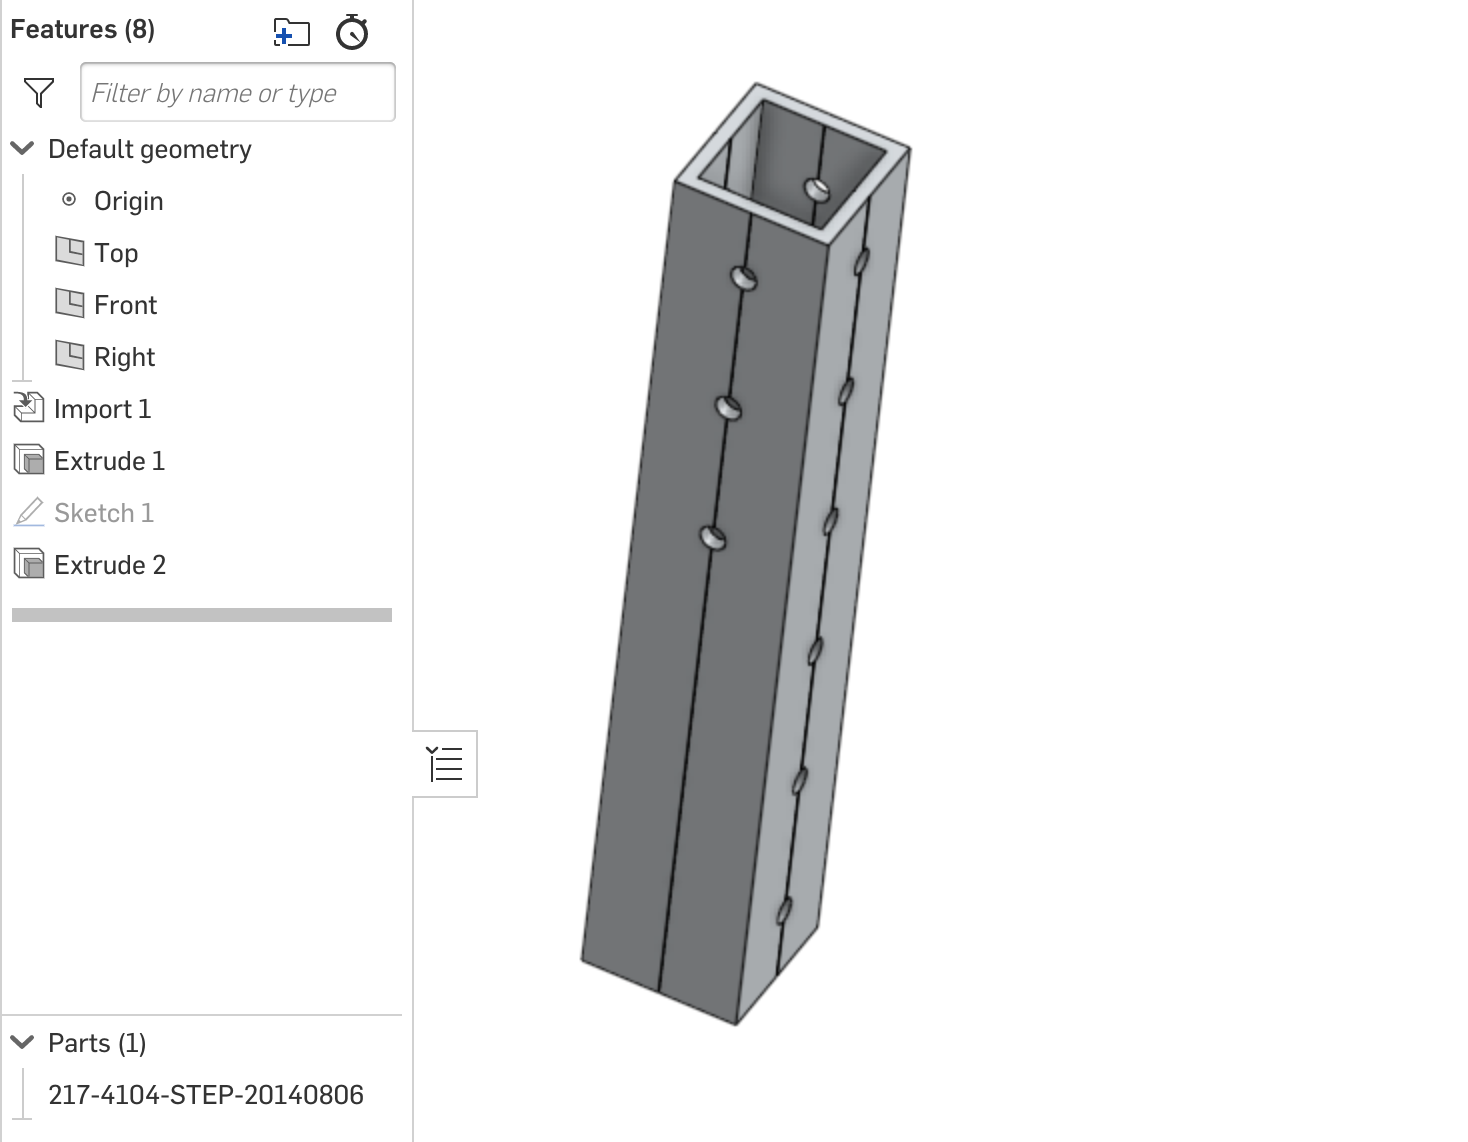 Features (8)
Filter by name or type
Default geometry
Origin
Top
Front
Right
Import 1
Extrude 1
Sketch 1
Extrude 2
Parts (1)
217-4104-STEP-20140806